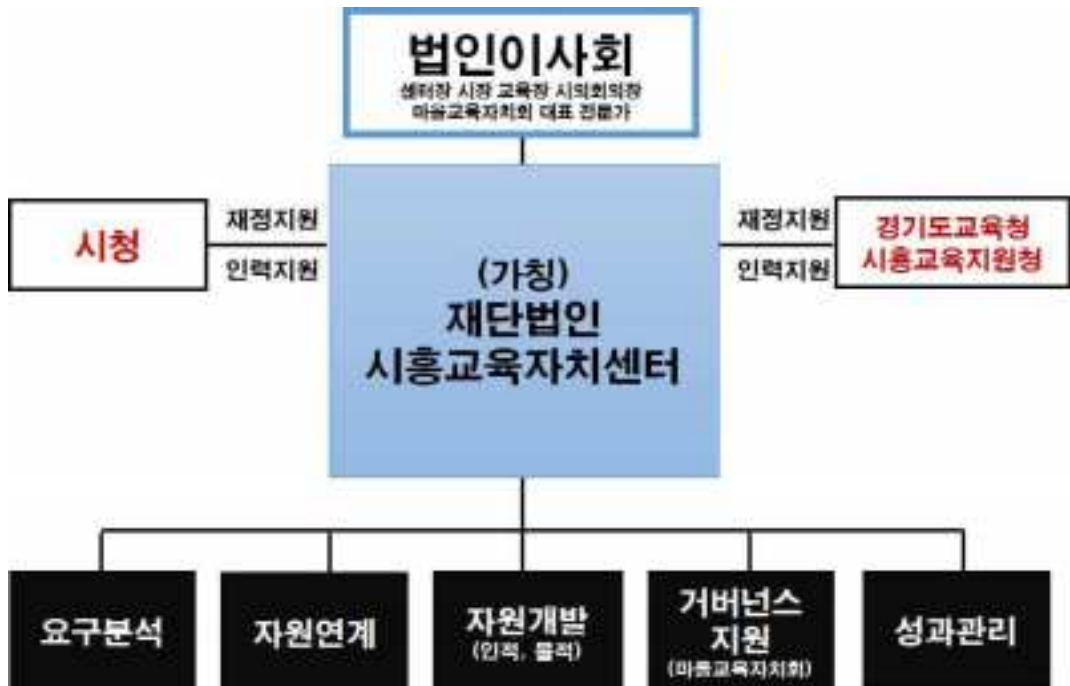 법인이사회
센터장 시장 교육장 시의회의장
마을교육자치회 대표 전문가
시청
재정지원
인력지원
(가칭)
재단법인
시흥교육자치센터
재정지원
인력지원
경기도교육청
시흥교육지원청
요구분석
자원연계
자원개발
(인적, 물적)
거버넌스
지원
(마을교육자치회)
성과관리